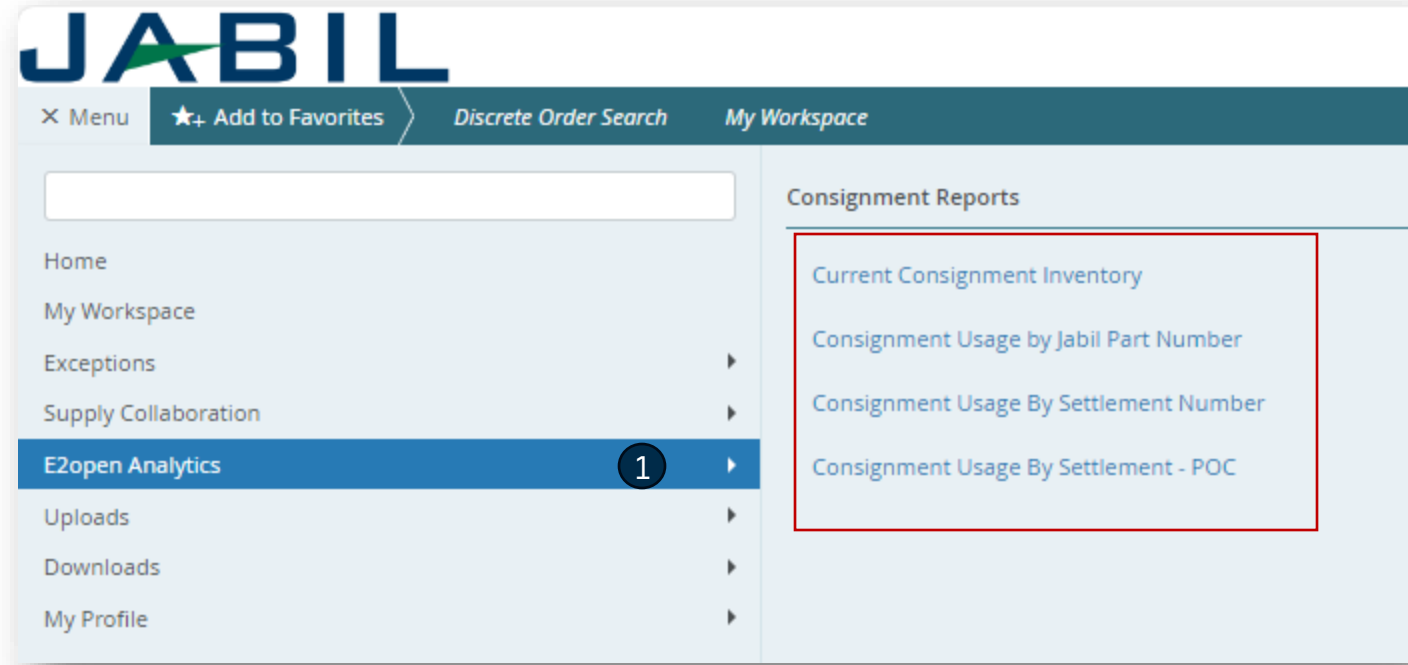 JABIL
× Menu ★+ Add to Favorites Discrete Order Search My Workspace
Home
My Workspace
Exceptions
Supply Collaboration
E2open Analytics 1
Uploads
Downloads
My Profile
Consignment Reports
Current Consignment Inventory
Consignment Usage by Jabil Part Number
Consignment Usage By Settlement Number
Consignment Usage By Settlement - POC